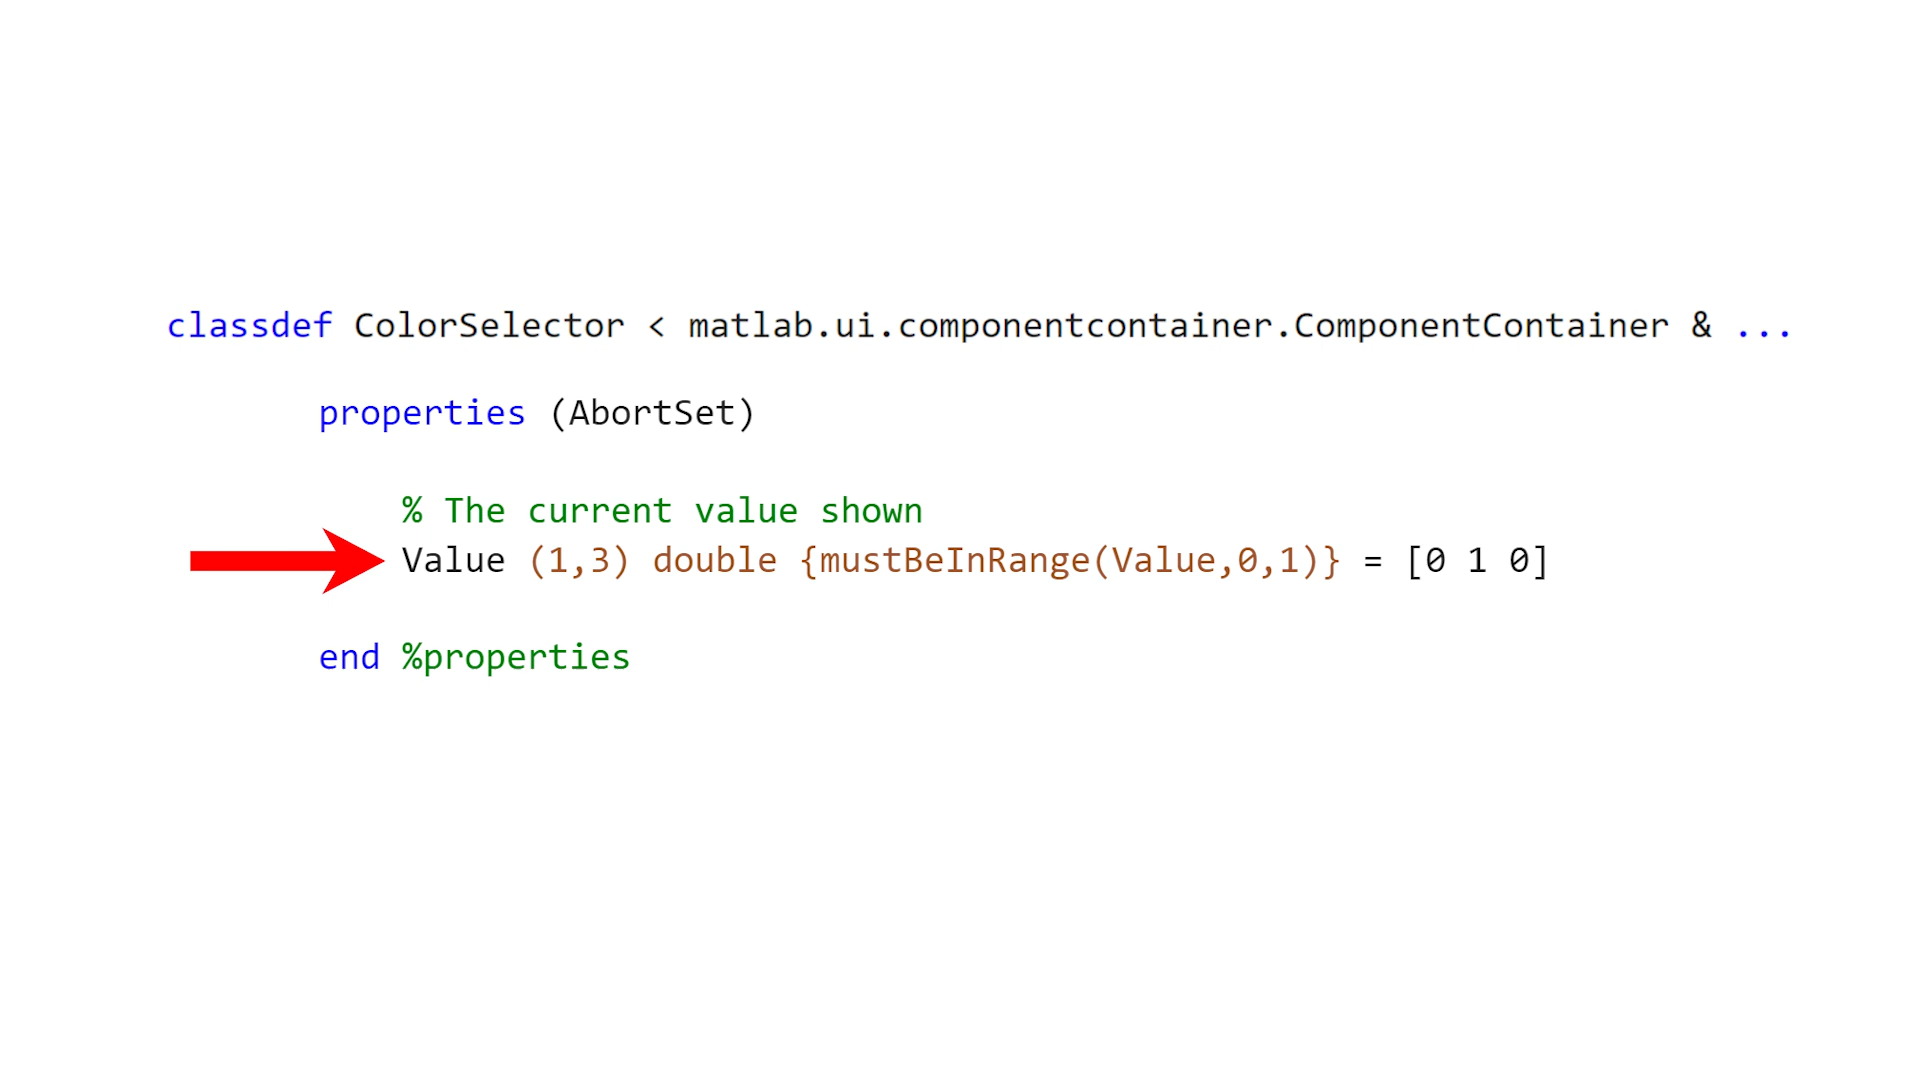 classdef ColorSelector < matlab.ui.componentcontainer.ComponentContainer & ...
properties (AbortSet)
% The current value shown
Value (1,3) double {mustBeInRange(Value,0,1)} = [0 1 0]
end %properties